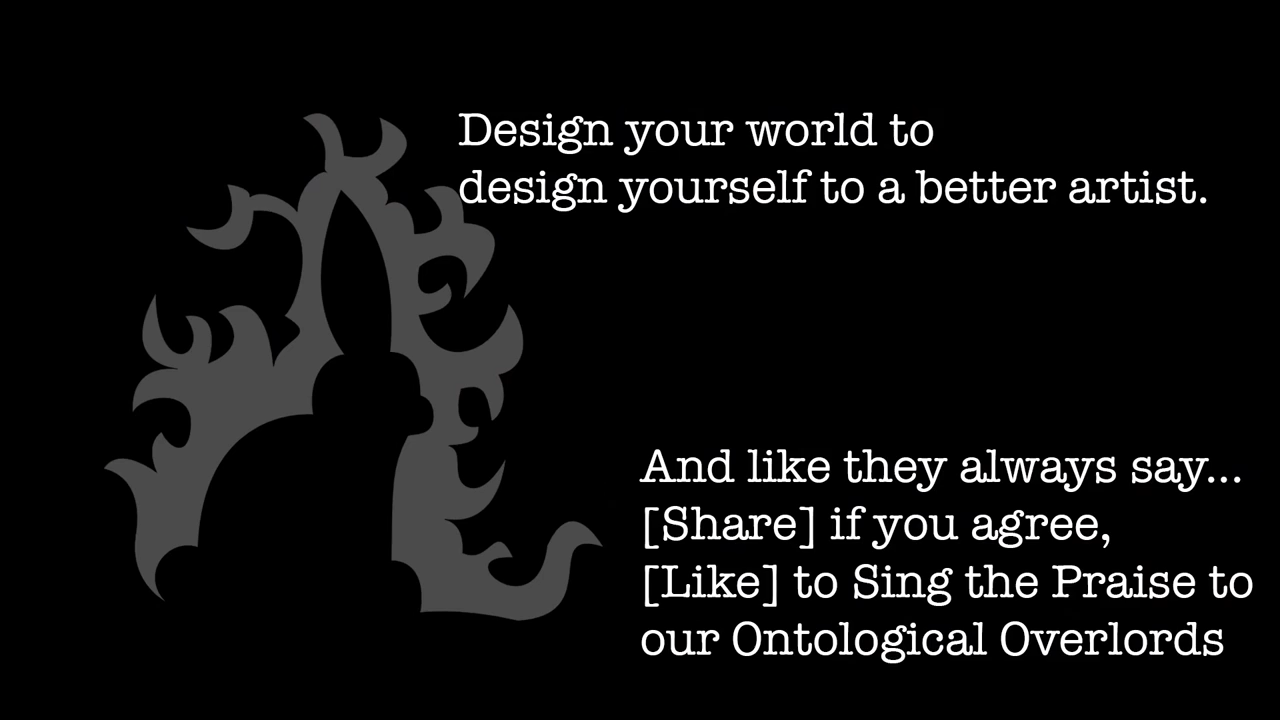 Design your world to
design yourself to a better artist.
And like they always say...
[Share] if you agree,
[Like] to Sing the Praise to
our Ontological Overlords